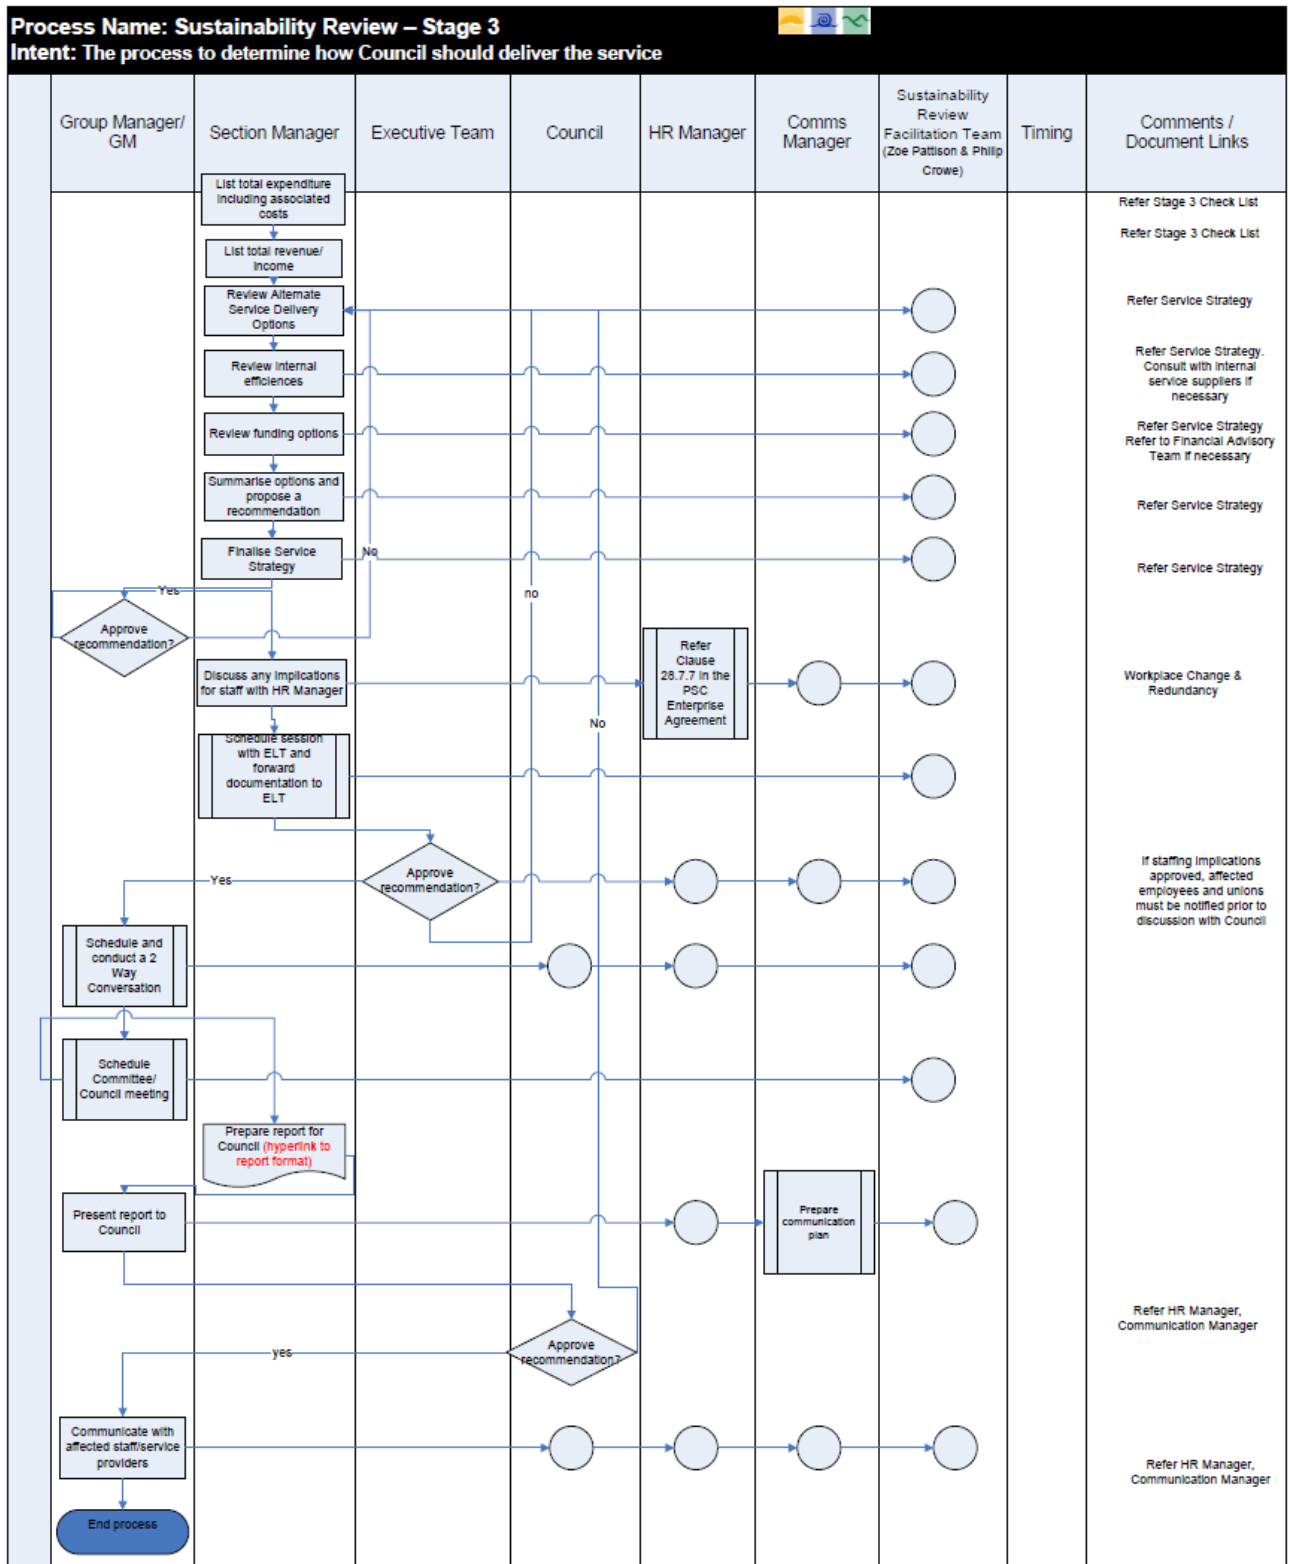 Process Name: Sustainability Review – Stage 3
Intent: The process to determine how Council should deliver the service
Group Manager/
GM
Section Manager
Executive Team
Council
HR Manager
Comms
Manager
Sustainability
Review
Facilitation Team
(Zoe Pattison & Philip
Crowe)
Timing
Comments /
Document Links
List total expenditure
including associated
costs
Refer Stage 3 Check List
List total revenue/
income
Refer Stage 3 Check List
Review Alternate
Service Delivery
Options
Refer Service Strategy
Review internal
efficiences
Refer Service Strategy.
Consult with internal
service suppliers if
necessary
Review funding options
Refer Service Strategy
Refer to Financial Advisory
Team if necessary
Summarise options and
propose a
recommendation
Refer Service Strategy
Finalise Service
Strategy
No
Refer Service Strategy
Yes
no
Approve
recommendation?
Discuss any implications
for staff with HR Manager
Refer
Clause
28.7.7 in the
PSC
Enterprise
Agreement
Workplace Change &
Redundancy
No
Schedule session
with ELT and
forward
documentation to
ELT
Approve
recommendation?
Yes
If staffing implications
approved, affected
employees and unions
must be notified prior to
discussion with Council
Schedule and
conduct a 2
Way
Conversation
Schedule
Committee/
Council meeting
Prepare report for
Council (hyperlink to
report format)
Present report to
Council
Prepare
communication
plan
Refer HR Manager,
Communication Manager
Approve
recommendation?
yes
Communicate with
affected staff/service
providers
Refer HR Manager,
Communication Manager
End process